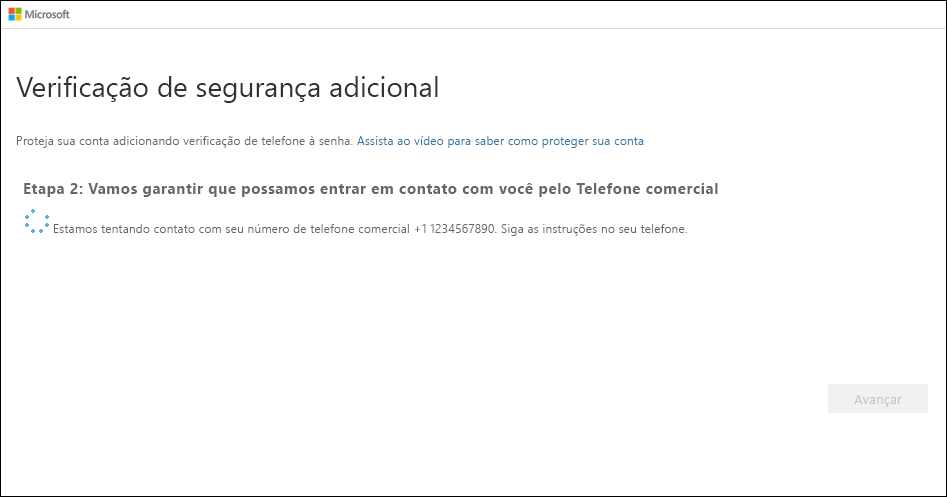 Microsoft
Verificação de segurança adicional
Proteja sua conta adicionando verificação de telefone à senha. Assista ao vídeo para saber como proteger sua conta
Etapa 2: Vamos garantir que possamos entrar em contato com você pelo Telefone comercial
Estamos tentando contato com seu número de telefone comercial +1 1234567890. Siga as instruções no seu telefone.
Avançar